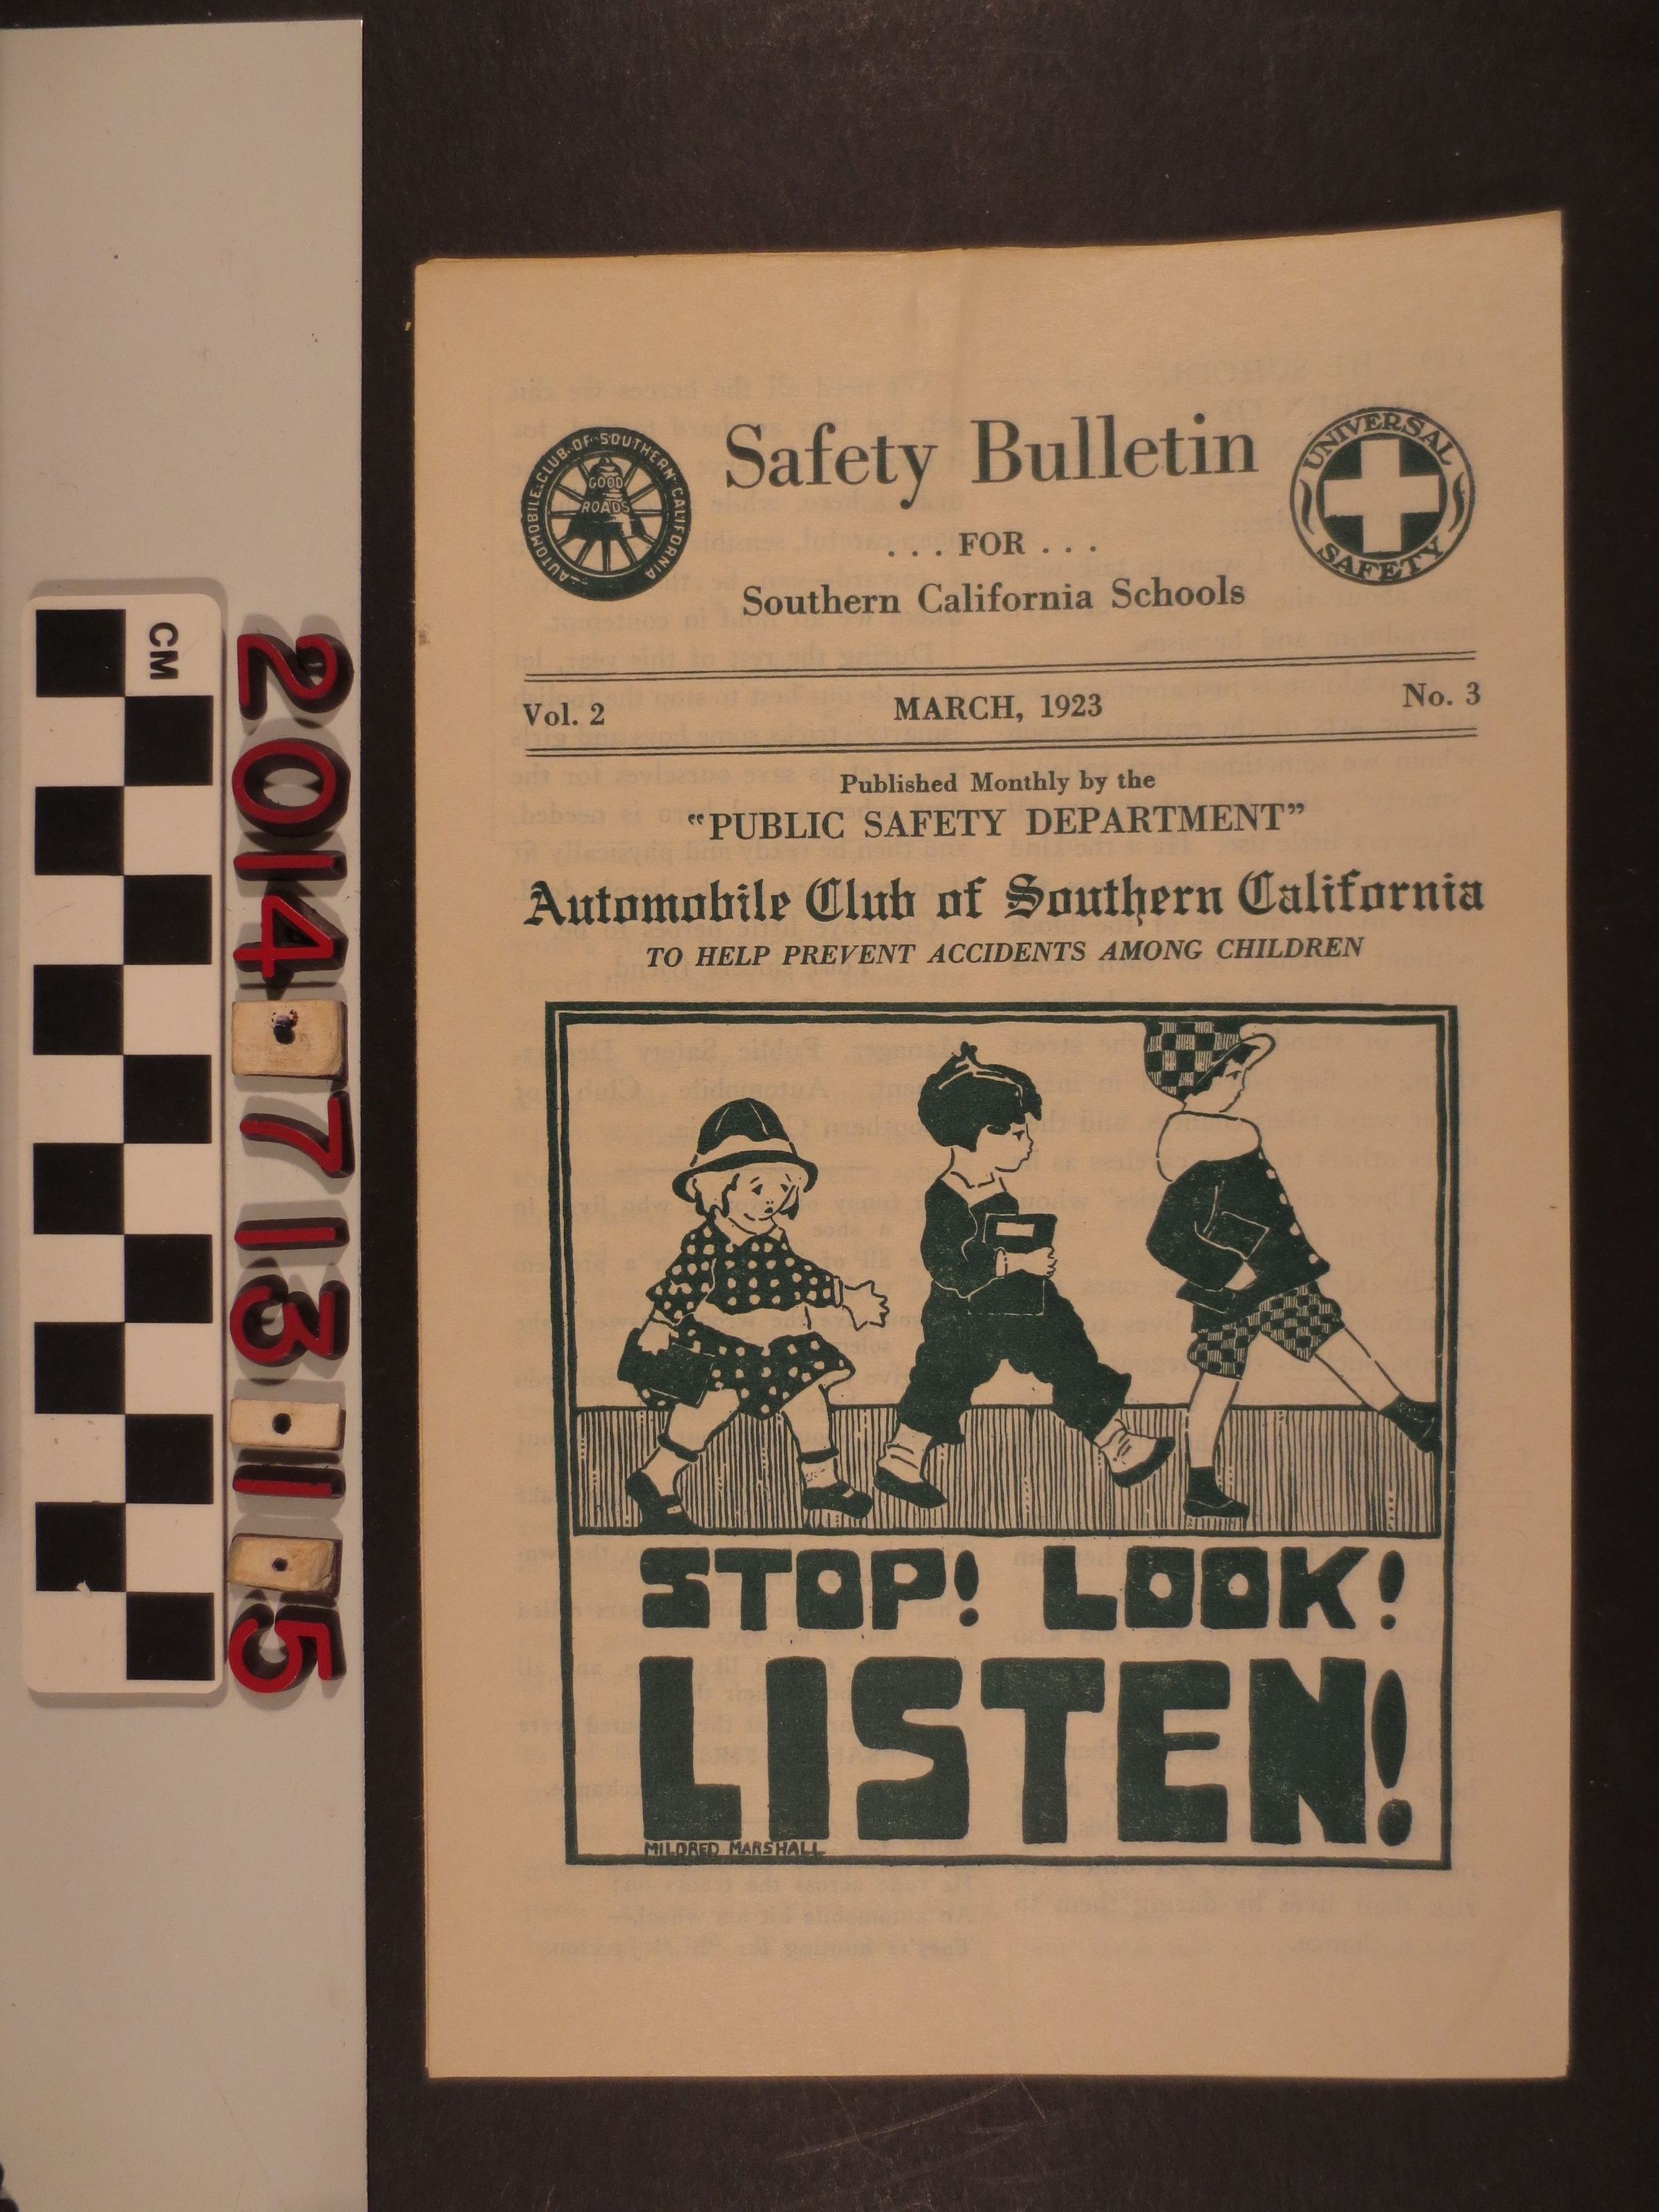 CM
2014.713.1.5
AUTOMOBILE CLUB OF SOUTHERN CALIFORNIA
GOOD
ROADS
Safety Bulletin
... FOR ...
Southern California Schools
UNIVERSAL
SAFETY
Vol. 2 MARCH, 1923 No. 3
Published Monthly by the
“PUBLIC SAFETY DEPARTMENT”
Automobile Club of Southern California
TO HELP PREVENT ACCIDENTS AMONG CHILDREN
STOP! LOOK!
LISTEN!
MILDRED MARSHALL